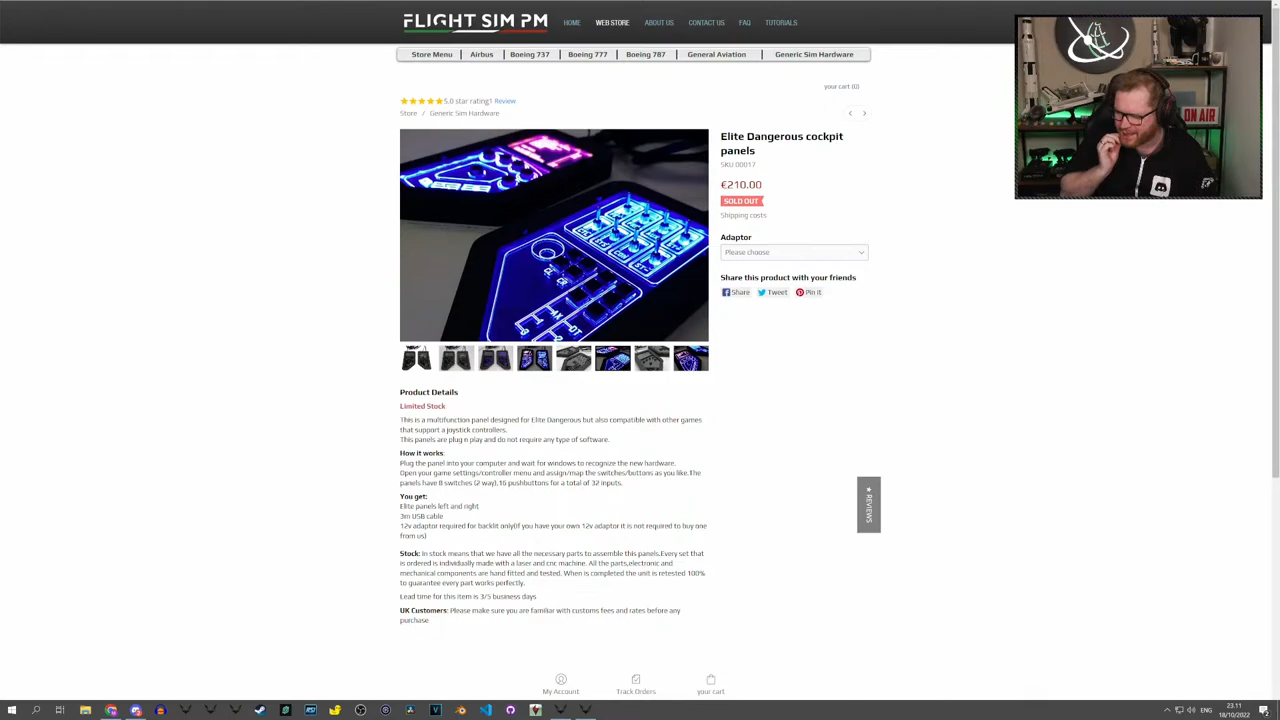 FLIGHT SIM PM
HOME WEB STORE ABOUT US CONTACT US FAQ TUTORIALS
Store Menu Airbus Boeing 737 Boeing 777 Boeing 787 General Aviation Generic Sim Hardware
your cart (0)
5.0 star rating1 Review
Store / Generic Sim Hardware
Elite Dangerous cockpit
panels
SKU 00017
€210.00
SOLD OUT
Shipping costs
Adaptor
Please choose
Share this product with your friends
Share Tweet Pin it
ON AIR
Product Details
Limited Stock
This is a multifunction panel designed for Elite Dangerous but also compatible with other games
that support a joystick controllers.
This panels are plug n play and do not require any type of software.
How it works:
Plug the panel into your computer and wait for windows to recognize the new hardware.
Open your game settings/controller menu and assign/map the switches/buttons as you like.The
panels have 8 switches (2 way),16 pushbuttons for a total of 32 inputs.
You get:
Elite panels left and right
3m USB cable
12v adaptor required for backlit only(if you have your own 12v adaptor it is not required to buy one
from us)
Stock: In stock means that we have all the necessary parts to assemble this panels.Every set that
is ordered is individually made with a laser and cnc machine. All the parts,electronic and
mechanical components are hand fitted and tested. When is completed the unit is retested 100%
to guarantee every part works perfectly.
Lead time for this item is 3/5 business days
UK Customers: Please make sure you are familiar with customs fees and rates before any
purchase
★ REVIEWS
My Account Track Orders your cart
ENG
23.11
18/10/2022